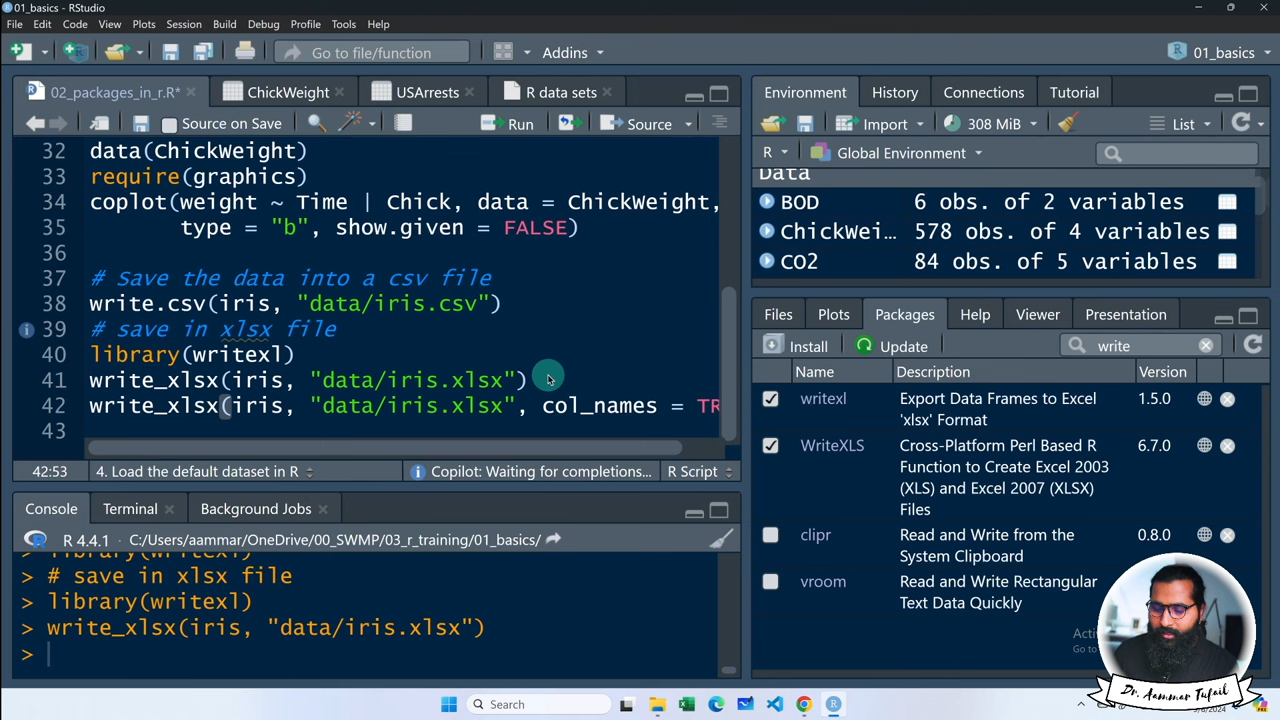 01_basics - RStudio
File Edit Code View Plots Session Build Debug Profile Tools Help
Go to file/function Addins 01_basics
02_packages_in_r.R* ChickWeight USArrests R data sets
Source on Save Run Source
32 data(ChickWeight)
33 require(graphics)
34 coplot(weight ~ Time | Chick, data = ChickWeight,
35 type = "b", show.given = FALSE)
36
37 # Save the data into a csv file
38 write.csv(iris, "data/iris.csv")
39 # save in xlsx file
40 library(writexl)
41 write_xlsx(iris, "data/iris.xlsx")
42 write_xlsx(iris, "data/iris.xlsx", col_names = TR
43
42:53 4. Load the default dataset in R Copilot: Waiting for completions... R Script
Console Terminal Background Jobs
R 4.4.1 · C:/Users/aammar/OneDrive/00_SWMP/03_r_training/01_basics/
library(writexl)
> # save in xlsx file
> library(writexl)
> write_xlsx(iris, "data/iris.xlsx")
>
Environment History Connections Tutorial
Import 308 MiB List
R Global Environment
Data
BOD 6 obs. of 2 variables
ChickWei... 578 obs. of 4 variables
CO2 84 obs. of 5 variables
Files Plots Packages Help Viewer Presentation
Install Update write
Name Description Version
writexl Export Data Frames to Excel 1.5.0
'xlsx' Format
WriteXLS Cross-Platform Perl Based R 6.7.0
Function to Create Excel 2003
(XLS) and Excel 2007 (XLSX)
Files
clipr Read and Write from the 0.8.0
System Clipboard
vroom Read and Write Rectangular
Text Data Quickly
Dr. Aammar Tufail
Search